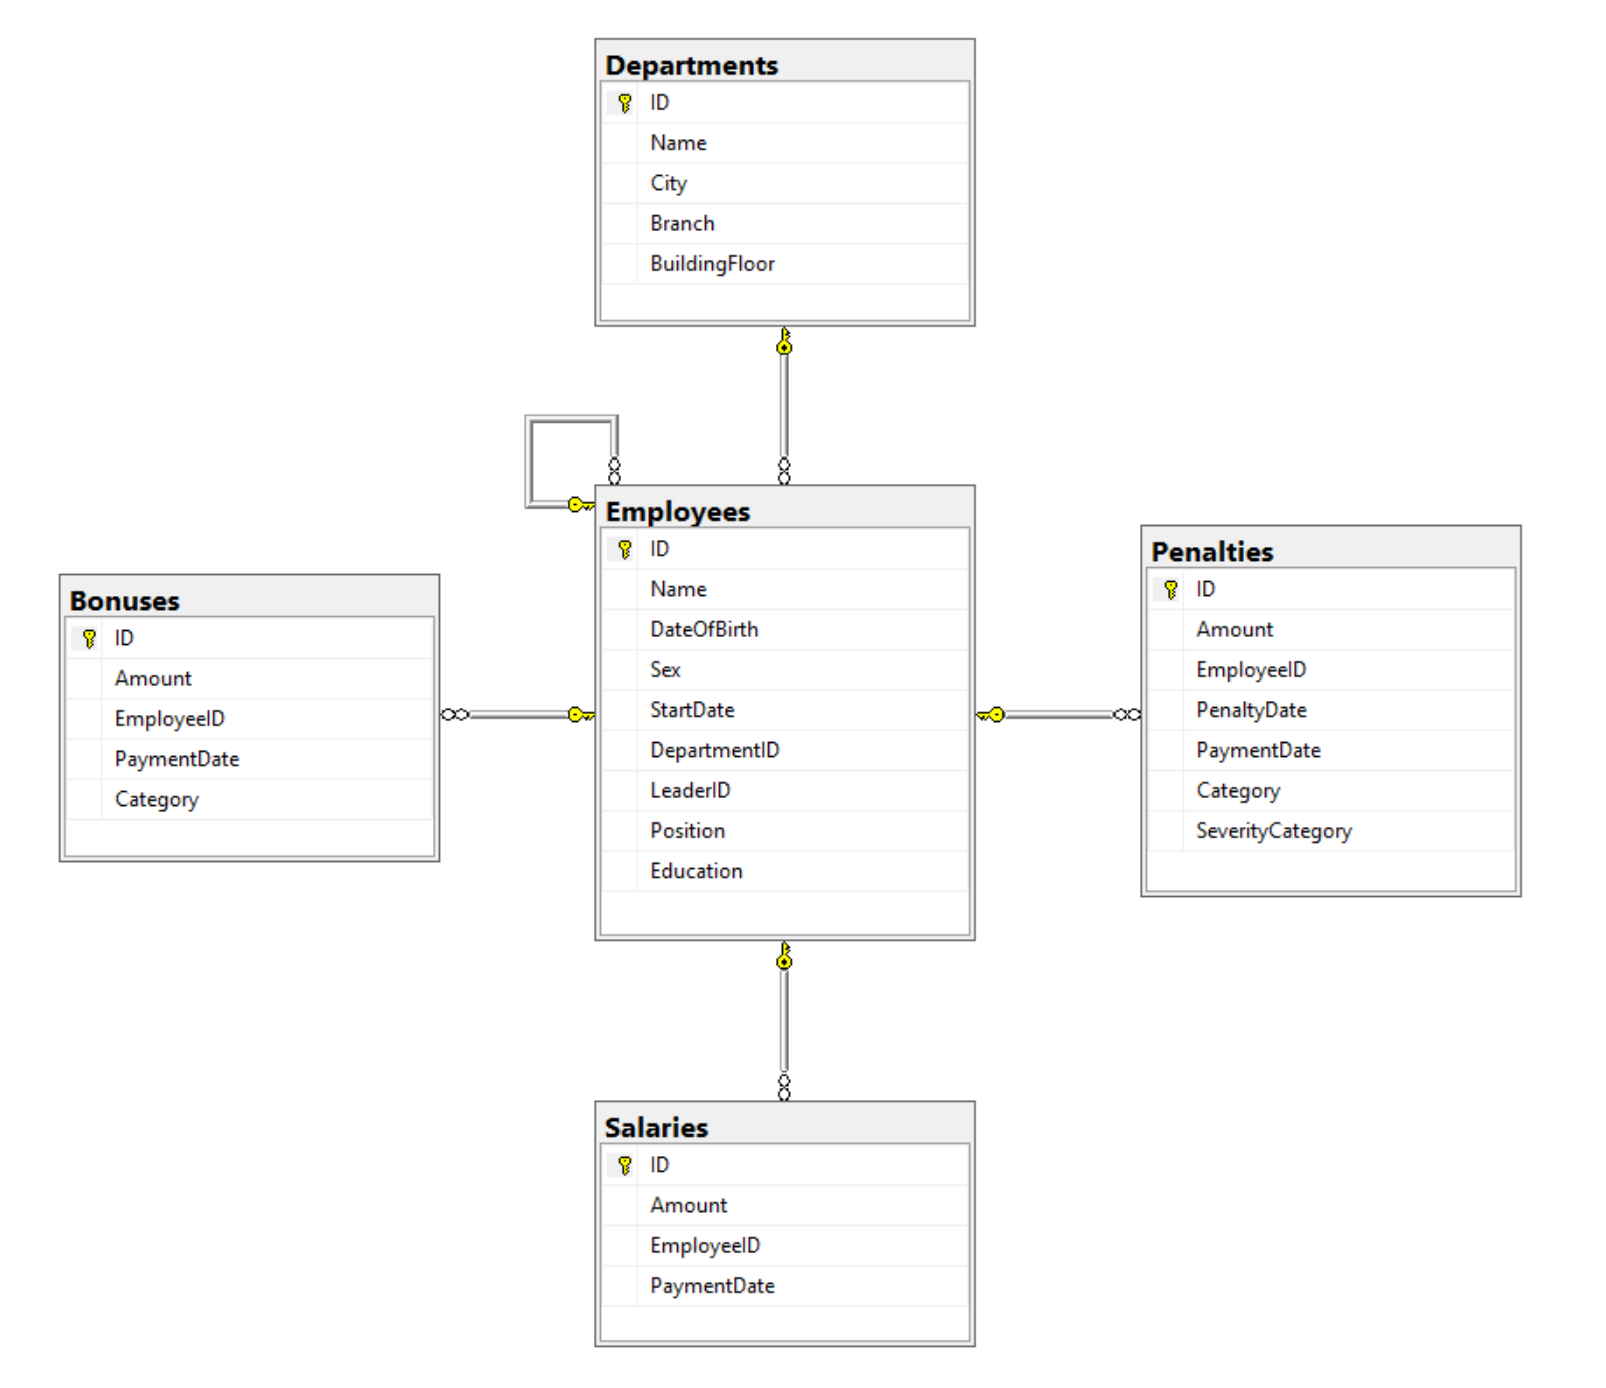 Departments
ID
Name
City
Branch
BuildingFloor
Employees
ID
Name
DateOfBirth
Sex
StartDate
DepartmentID
LeaderID
Position
Education
Bonuses
ID
Amount
EmployeeID
PaymentDate
Category
Penalties
ID
Amount
EmployeeID
PenaltyDate
PaymentDate
Category
SeverityCategory
Salaries
ID
Amount
EmployeeID
PaymentDate